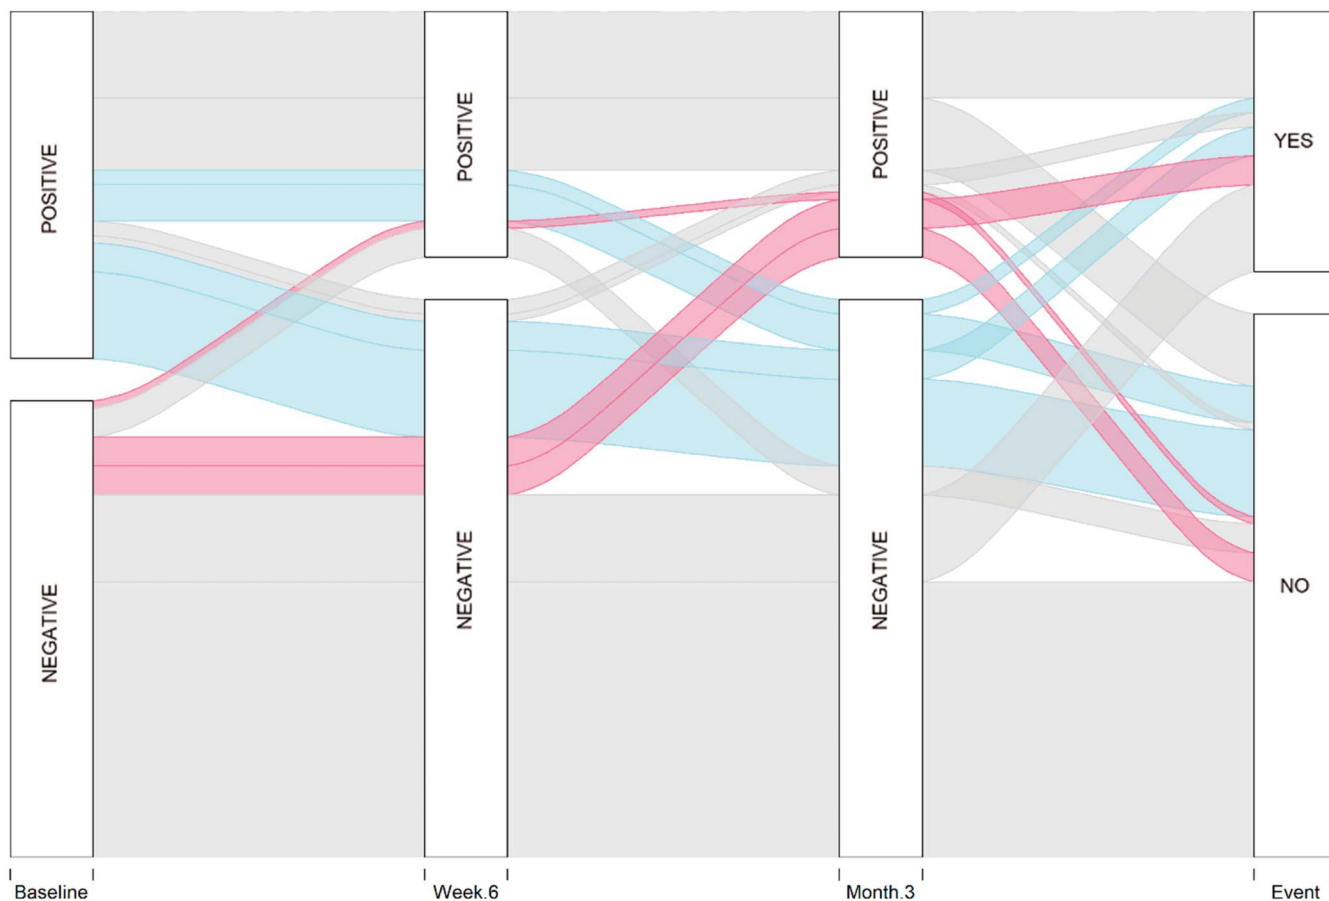 POSITIVE
NEGATIVE
POSITIVE
NEGATIVE
POSITIVE
NEGATIVE
YES
NO
Baseline
Week.6
Month.3
Event